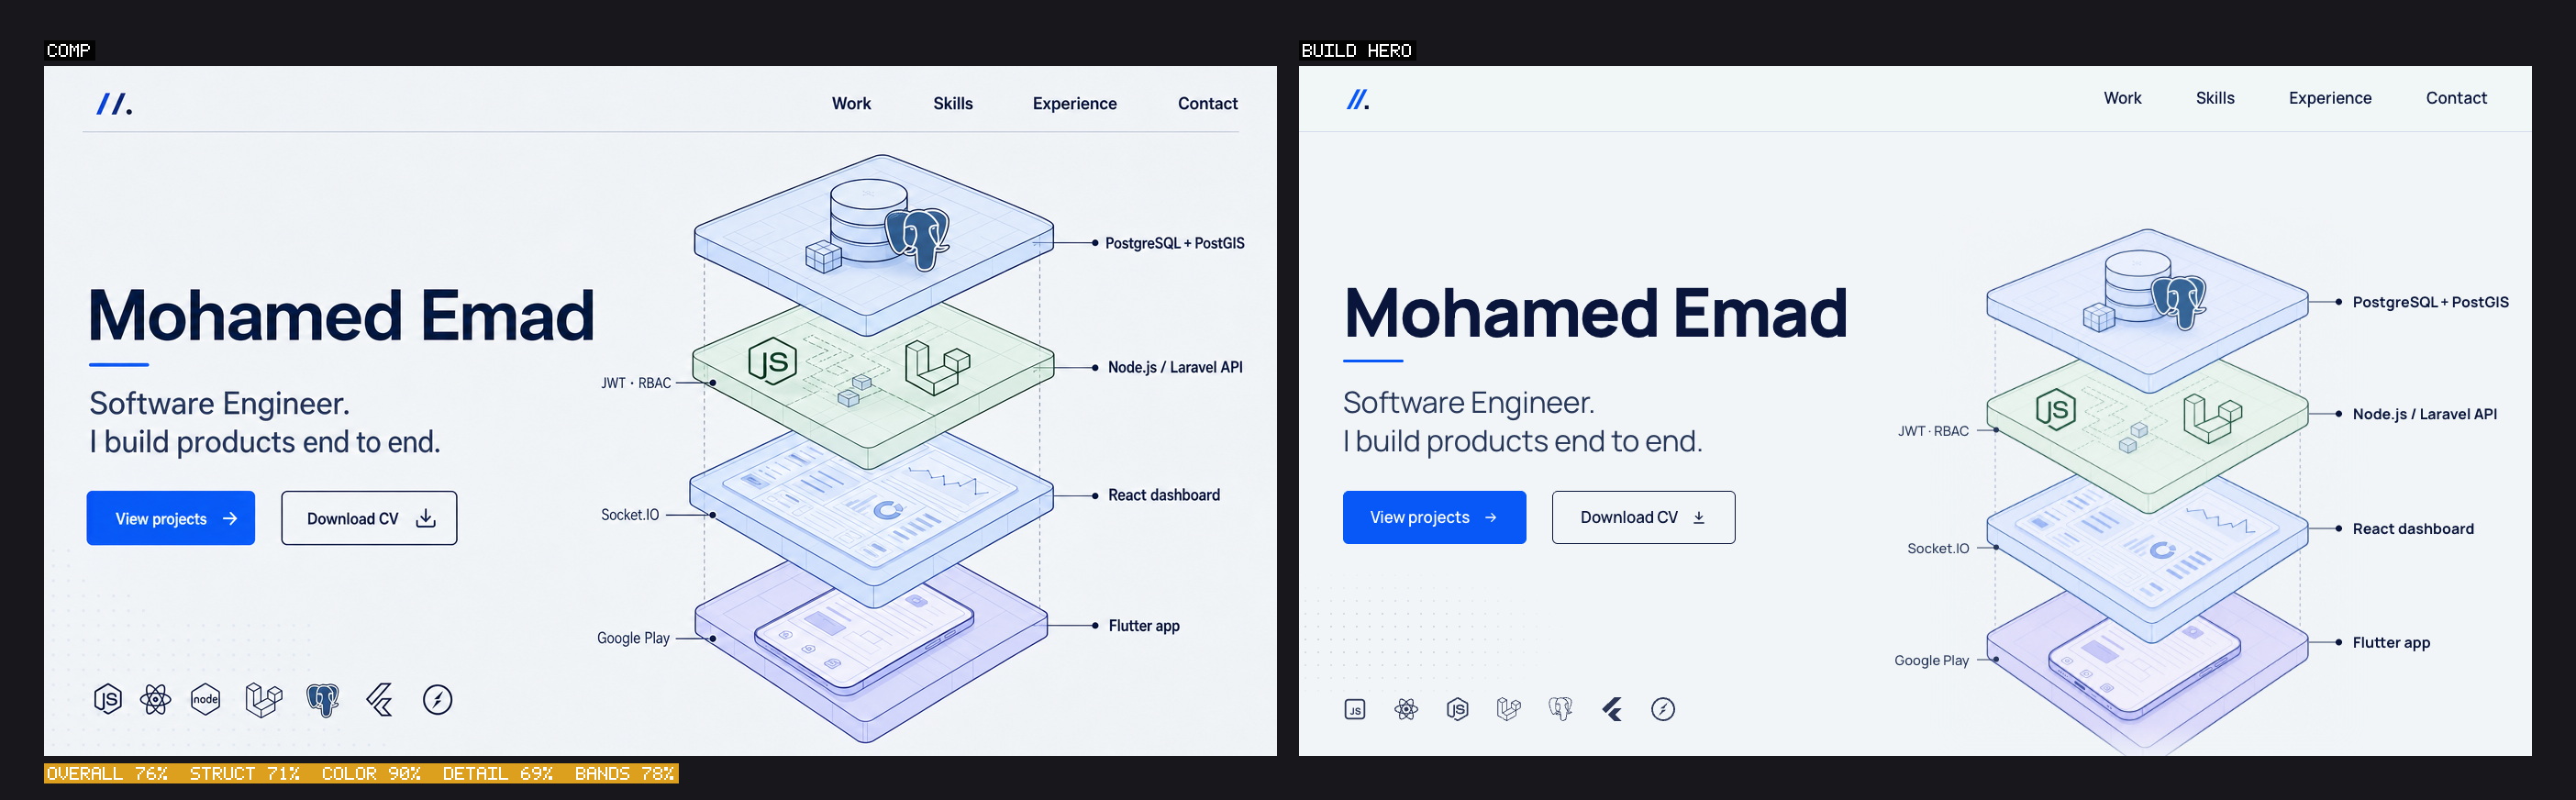 COMP
//.
Work Skills Experience Contact
Mohamed Emad
Software Engineer.
I build products end to end.
View projects
Download CV
JS
node
PostgreSQL + PostGIS
JS
Node.js / Laravel API
JWT · RBAC
React dashboard
Socket.IO
Flutter app
Google Play
OVERALL 76% STRUCT 71% COLOR 90% DETAIL 69% BANDS 78%
BUILD HERO
//.
Work Skills Experience Contact
Mohamed Emad
Software Engineer.
I build products end to end.
View projects
Download CV
JS
JS
PostgreSQL + PostGIS
JS
Node.js / Laravel API
JWT · RBAC
React dashboard
Socket.IO
Flutter app
Google Play